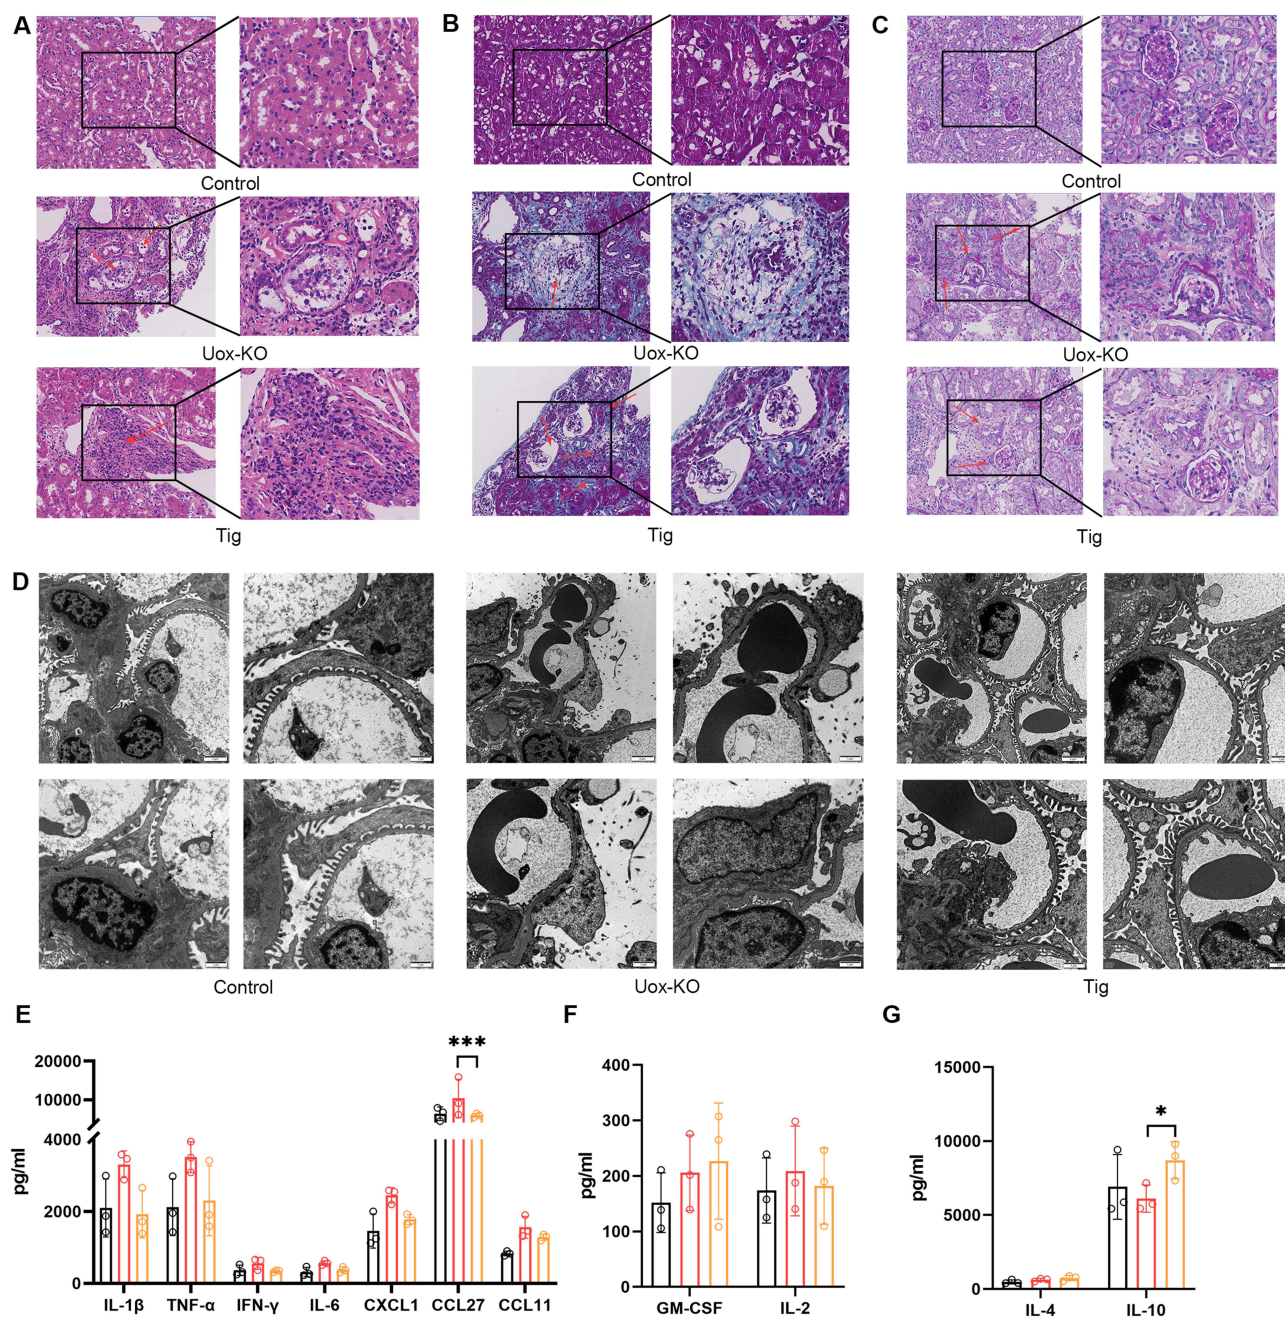 A
B
C
Control
Control
Control
Uox-KO
Uox-KO
Uox-KO
Tig
Tig
Tig
D
Control
Uox-KO
Tig
E
F
G
***
20000
10000
4000
2000
0
pg/ml
IL-1β TNF-α IFN-γ IL-6 CXCL1 CCL27 CCL11
400
300
200
100
0
pg/ml
GM-CSF IL-2
*
15000
10000
5000
0
pg/ml
IL-4 IL-10